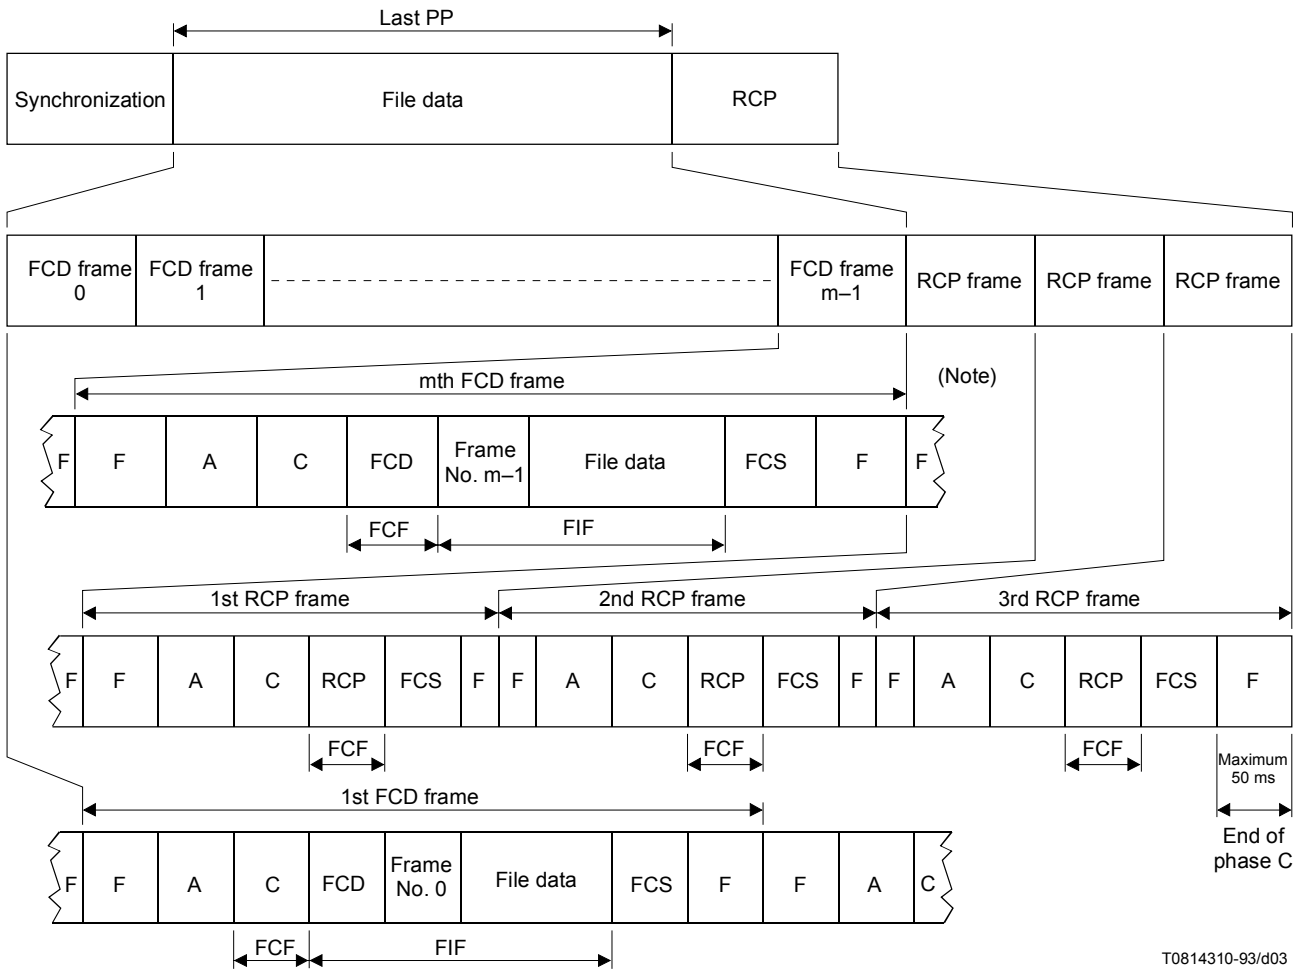 Last PP
Synchronization
File data
RCP
FCD frame
0
FCD frame
1
FCD frame
m–1
RCP frame
RCP frame
RCP frame
mth FCD frame
(Note)
F
F
A
C
FCD
Frame
No. m–1
File data
FCS
F
F
FCF
FIF
1st RCP frame
2nd RCP frame
3rd RCP frame
F
F
A
C
RCP
FCS
F
F
A
C
RCP
FCS
F
F
A
C
RCP
FCS
F
FCF
FCF
FCF
Maximum
50 ms
End of
phase C
1st FCD frame
F
F
A
C
FCD
Frame
No. 0
File data
FCS
F
F
A
C
FCF
FIF
T0814310-93/d03